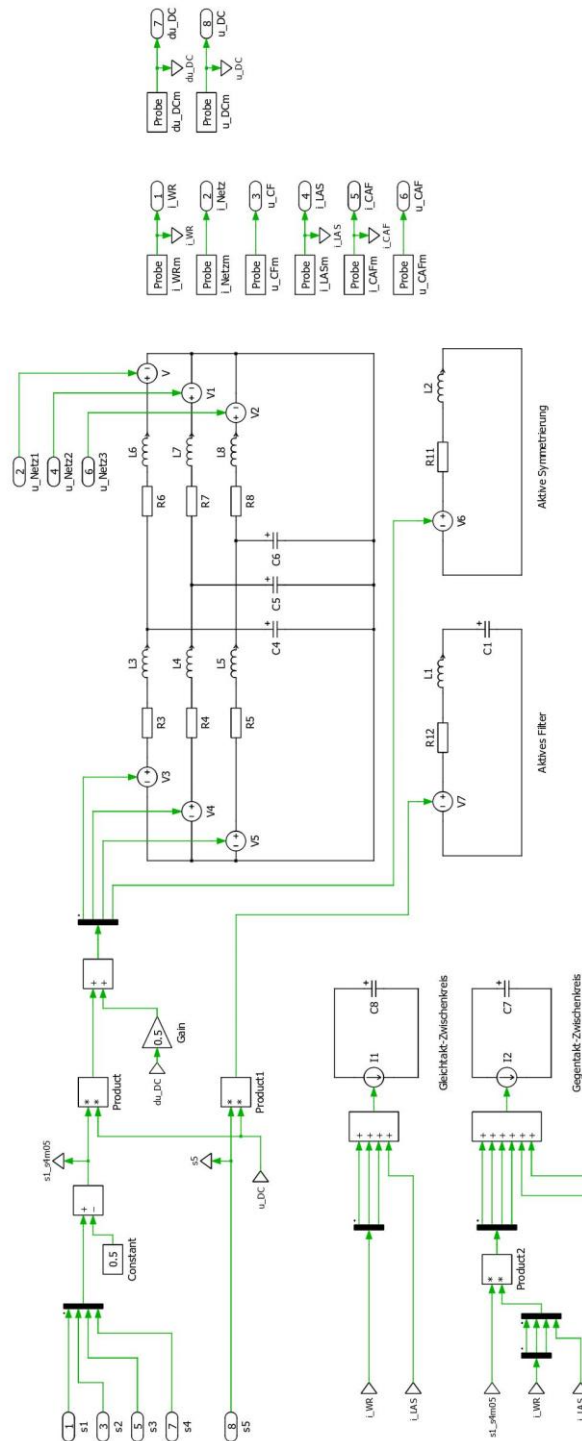 1
s1
3
s2
5
s3
7
s4
0.5
Constant
+
−
s1_s4m05
*
*
Product
du_DC
0.5
Gain
+
+
8
s5
s5
u_DC
*
*
Product1
2
u_Netz1
4
u_Netz2
6
u_Netz3
V3
R3
L3
L6
R6
V
V4
R4
L4
R7
L7
V1
V5
R5
L5
R8
L8
V2
C4
C5
C6
i_WR
i_LAS
+
+
+
+
I1
C8
Gleichtakt-Zwischenkreis
s1_s4m05
i_WR
i_LAS
*
*
Product2
+
+
+
+
+
+
I2
C7
Gegentakt-Zwischenkreis
V7
R12
L1
C1
Aktives Filter
V6
R11
L2
Aktive Symmetrierung
Probe
i_WRm
i_WR
1
i_WR
Probe
i_Netzm
2
i_Netz
Probe
u_CFm
3
u_CF
Probe
i_LASm
i_LAS
4
i_LAS
Probe
i_CAFm
i_CAF
5
i_CAF
Probe
u_CAFm
6
u_CAF
Probe
du_DCm
du_DC
7
du_DC
Probe
u_DCm
u_DC
8
u_DC